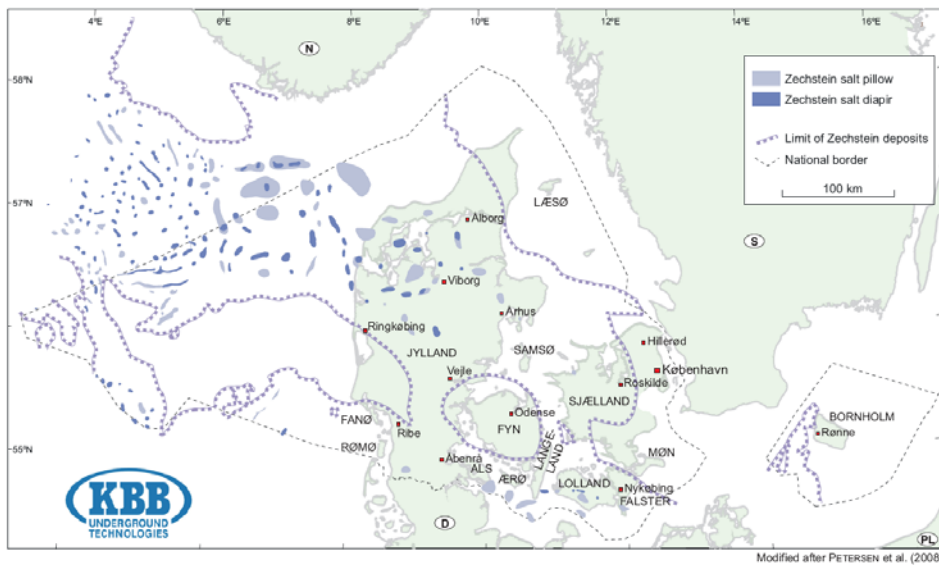 4°E 6°E 8°E 10°E 12°E 14°E 16°E
N
58°N
Zechstein salt pillow
Zechstein salt diapir
Limit of Zechstein deposits
National border
100 km
57°N
LÆSØ
Ålborg
S
Viborg
Århus
Ringkøbing
Hillerød
JYLLAND
SAMSØ
København
Vejle
Roskilde
SJÆLLAND
FANØ
Odense
BORNHOLM
Ribe
FYN
Rønne
RØMØ
LANGE-
LAND
MØN
55°N
Åbenrå
ALS
ÆRØ
LOLLAND
Nykøbing
FALSTER
KBB
UNDERGROUND
TECHNOLOGIES
D
PL
Modified after PETERSEN et al. (2008